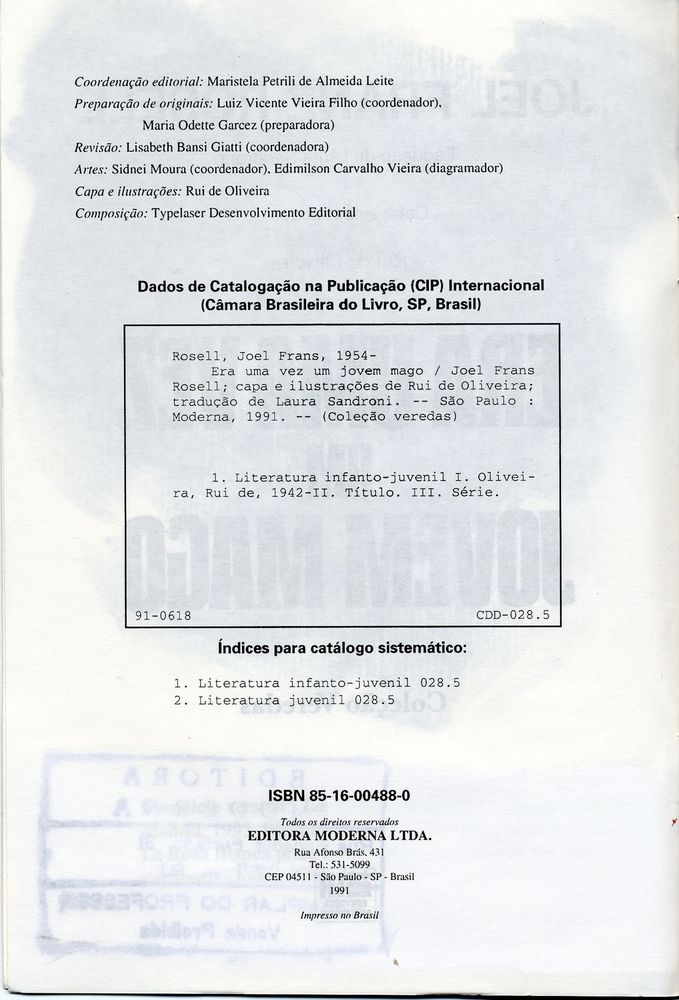 Coordenação editorial: Maristela Petrili de Almeida Leite
Preparação de originais: Luiz Vicente Vieira Filho (coordenador),
Maria Odette Garcez (preparadora)
Revisão: Lisabeth Bansi Giatti (coordenadora)
Artes: Sidnei Moura (coordenador), Edimilson Carvalho Vieira (diagramador)
Capa e ilustrações: Rui de Oliveira
Composição: Typelaser Desenvolvimento Editorial
Dados de Catalogação na Publicação (CIP) Internacional
(Câmara Brasileira do Livro, SP, Brasil)
Rosell, Joel Frans, 1954-
Era uma vez um jovem mago / Joel Frans
Rosell; capa e ilustrações de Rui de Oliveira;
tradução de Laura Sandroni. -- São Paulo :
Moderna, 1991. -- (Coleção veredas)
1. Literatura infanto-juvenil I. Olivei-
ra, Rui de, 1942-II. Título. III. Série.
91-0618 CDD-028.5
Índices para catálogo sistemático:
1. Literatura infanto-juvenil 028.5
2. Literatura juvenil 028.5
ISBN 85-16-00488-0
Todos os direitos reservados
EDITORA MODERNA LTDA.
Rua Afonso Brás, 431
Tel.: 531-5099
CEP 04511 - São Paulo - SP - Brasil
1991
Impresso no Brasil